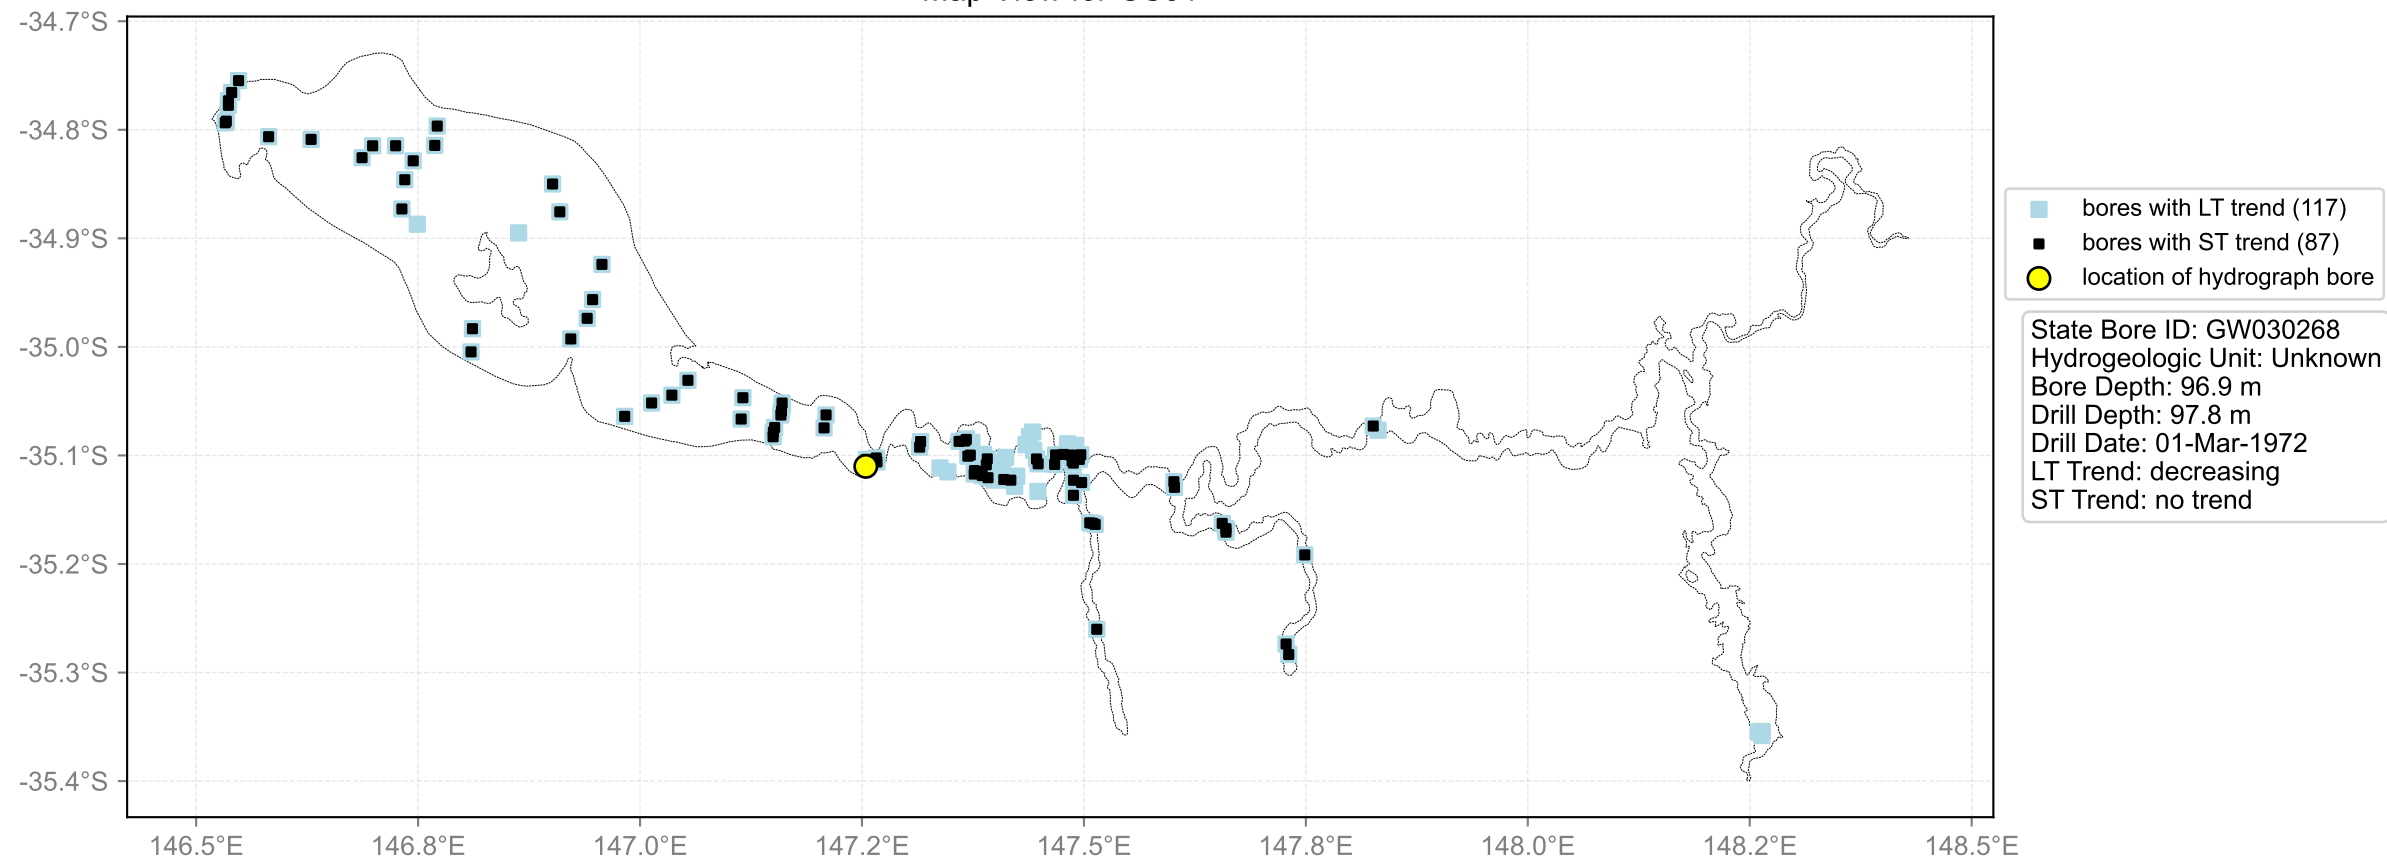 -34.7°S
-34.8°S
-34.9°S
-35.0°S
-35.1°S
-35.2°S
-35.3°S
-35.4°S
146.5°E 146.8°E 147.0°E 147.2°E 147.5°E 147.8°E 148.0°E 148.2°E 148.5°E
bores with LT trend (117)
bores with ST trend (87)
location of hydrograph bore
State Bore ID: GW030268
Hydrogeologic Unit: Unknown
Bore Depth: 96.9 m
Drill Depth: 97.8 m
Drill Date: 01-Mar-1972
LT Trend: decreasing
ST Trend: no trend